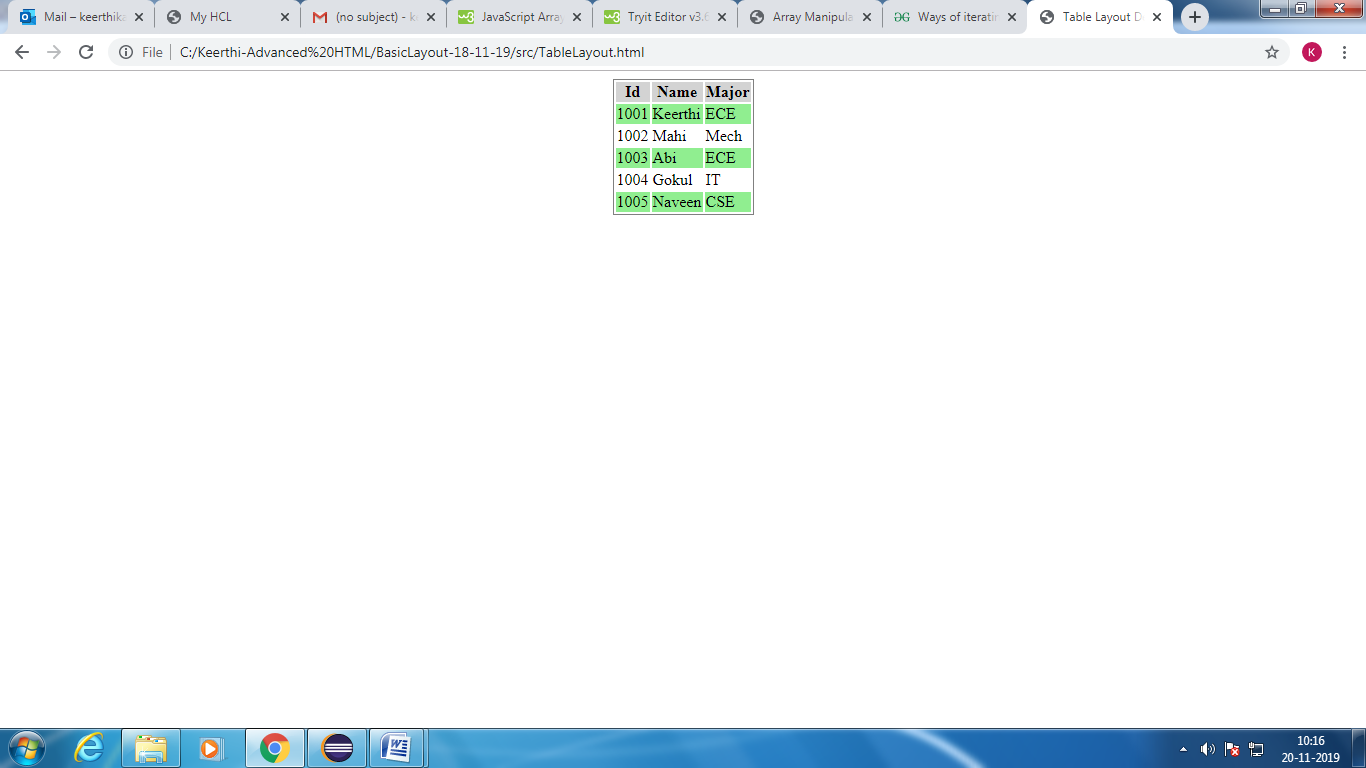 Mail – keerthika
My HCL
(no subject) - k
JavaScript Array
Tryit Editor v3.6
Array Manipula
Ways of iteratin
Table Layout D
K
File
C:/Keerthi-Advanced%20HTML/BasicLayout-18-11-19/src/TableLayout.html
Id Name Major
1001 Keerthi ECE
1002 Mahi Mech
1003 Abi ECE
1004 Gokul IT
1005 Naveen CSE
10:16
20-11-2019